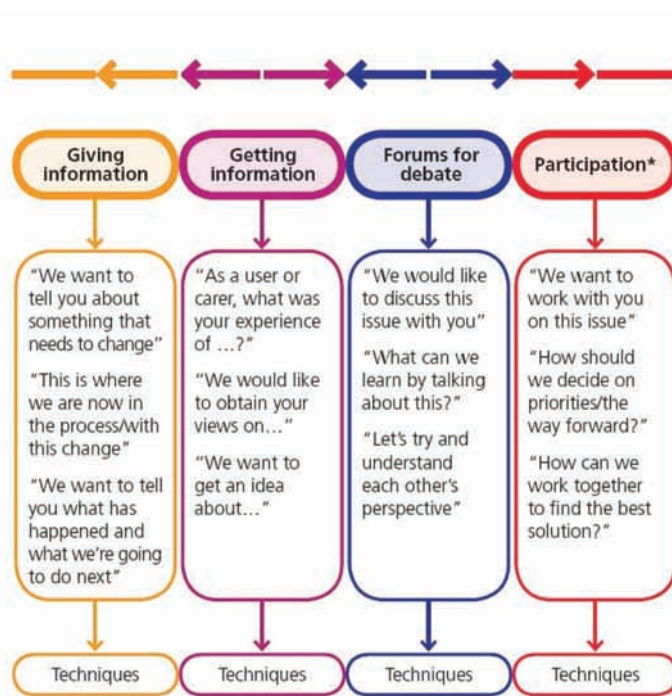 Giving
information
"We want to
tell you about
something that
needs to change"
"This is where
we are now in
the process/with
this change"
"We want to tell
you what has
happened and
what we're going
to do next"
Techniques
Getting
information
"As a user or
carer, what was
your experience
of ...?"
"We would like
to obtain your
views on..."
"We want to
get an idea
about..."
Techniques
Forums for
debate
"We would like
to discuss this
issue with you"
"What can we
learn by talking
about this?"
"Let's try and
understand
each other's
perspective"
Techniques
Participation*
"We want to
work with you
on this issue"
"How should
we decide on
priorities/the
way forward?"
"How can we
work together
to find the best
solution?"
Techniques